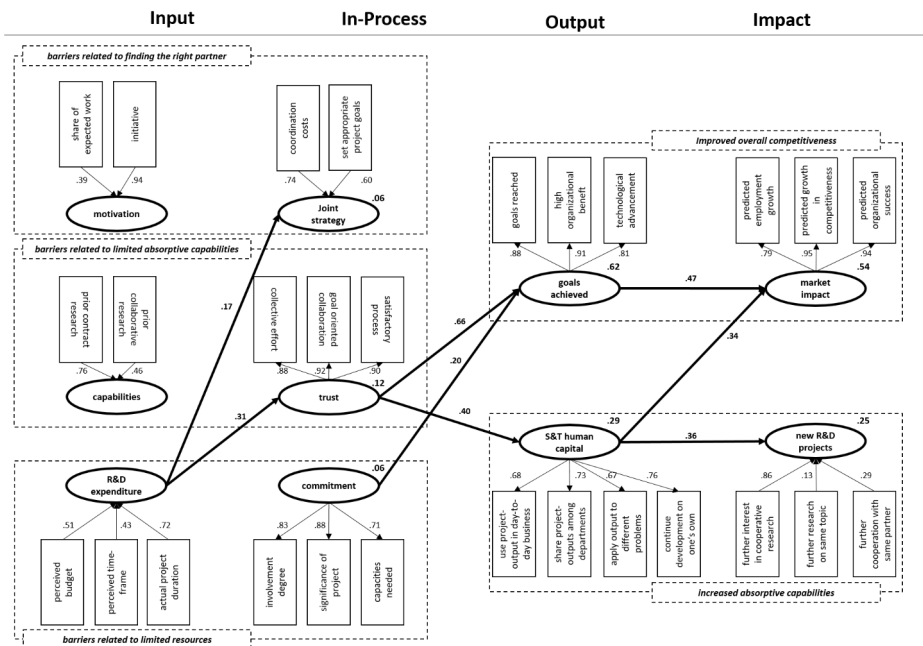 Input
In-Process
Output
Impact
barriers related to finding the right partner
share of
expected work
initiative
.39
.94
motivation
coordination
costs
set appropriate
project goals
.74
.60
.06
Joint
strategy
barriers related to limited absorptive capabilities
prior contract
research
prior
collaborative
research
.76
.46
capabilities
.17
collective effort
goal oriented
collaboration
satisfactory
process
.88
.92
.90
.12
trust
.31
R&D
expenditure
.51
.43
.72
perceived
budget
perceived time-
frame
actual project
duration
.06
commitment
.83
.88
.71
involvement
degree
significance of
project
capacities
needed
barriers related to limited resources
.66
.20
.40
Improved overall competitiveness
goals reached
high
organizational
benefit
technological
advancement
.88
.91
.81
.62
goals
achieved
.47
predicted
employment
growth
predicted growth
in
competitiveness
predicted
organizational
success
.79
.95
.94
.54
market
impact
.34
.29
S&T human
capital
.36
.68
.73
.67
.76
use project-
output in day-to-
day business
share project-
outputs among
departments
apply output to
different
problems
continue
development on
one's own
.25
new R&D
projects
.86
.13
.29
further interest
in cooperative
research
further research
on same topic
further
cooperation with
same partner
increased absorptive capabilities